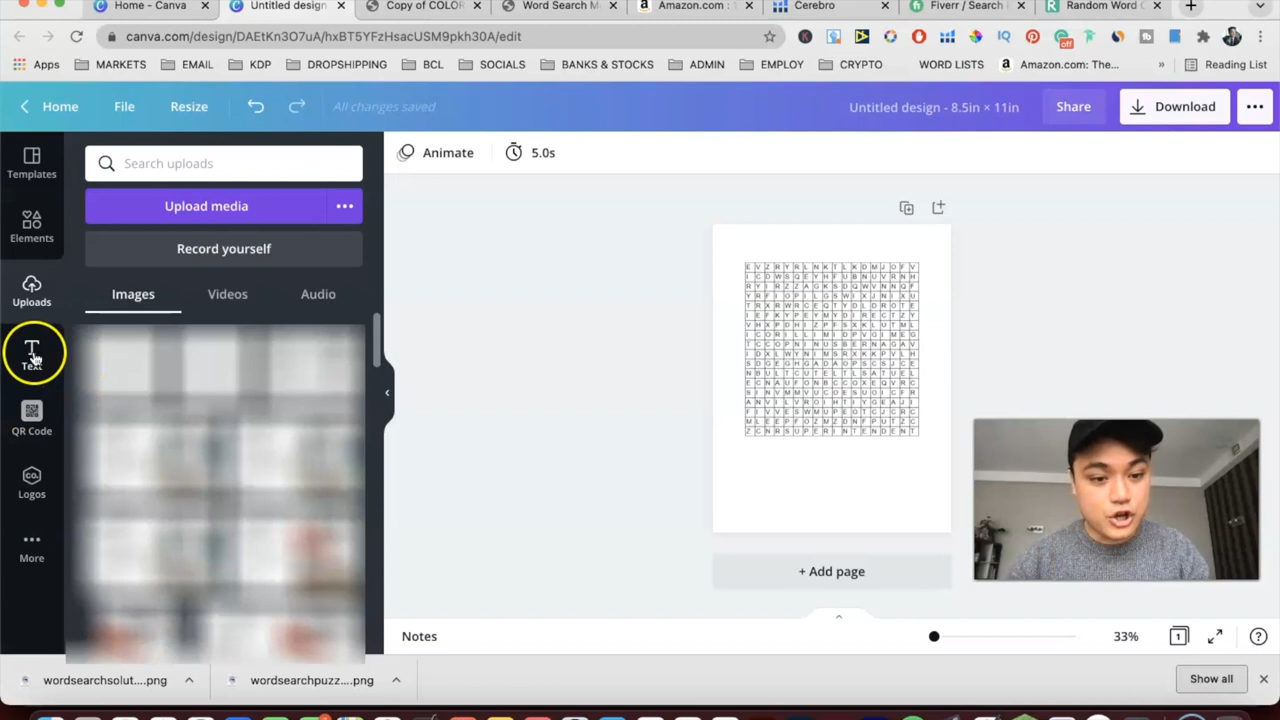 Home - Canva
Untitled design
Copy of COLOR
Word Search M
Amazon.com :
Cerebro
Fiverr / Search
Random Word
canva.com/design/DAEtKn3O7uA/hxBT5YFzHsacUSM9pkh30A/edit
off
Apps
MARKETS
EMAIL
KDP
DROPSHIPPING
BCL
SOCIALS
BANKS & STOCKS
ADMIN
EMPLOY
CRYPTO
WORD LISTS
Amazon.com: The...
»
Reading List
Home
File
Resize
All changes saved
Untitled design - 8.5in × 11in
Share
Download
Templates
Elements
Uploads
Text
QR Code
Logos
More
Search uploads
Upload media
Record yourself
Images
Videos
Audio
Animate
5.0s
+ Add page
Notes
33%
1
wordsearchsolut....png
wordsearchpuzz....png
Show all